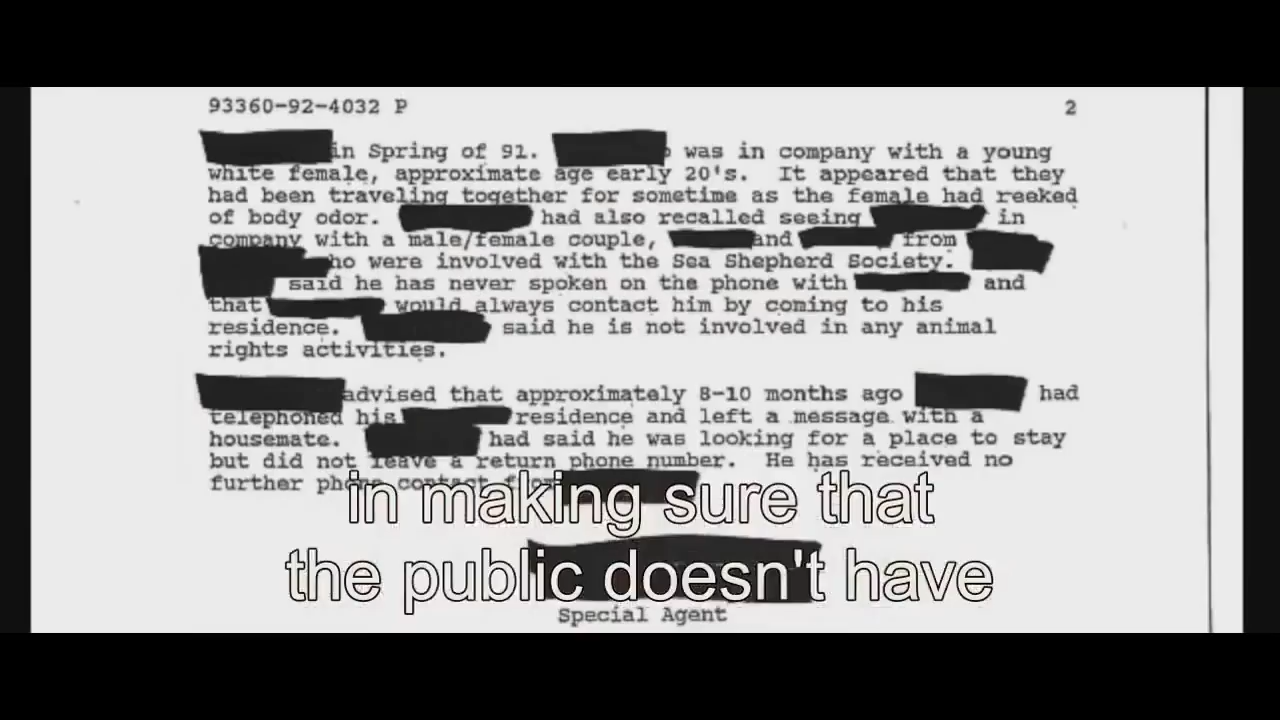 93360-92-4032 P 2
in Spring of 91. was in company with a young
white female, approximate age early 20's. It appeared that they
had been traveling together for sometime as the female had reeked
of body odor. had also recalled seeing in
company with a male/female couple, and from
ho were involved with the Sea Shepherd Society.
said he has never spoken on the phone with and
that would always contact him by coming to his
residence. said he is not involved in any animal
rights activities.
advised that approximately 8-10 months ago had
telephoned his residence and left a message with a
housemate. had said he was looking for a place to stay
but did not leave a return phone number. He has received no
further phone contact from
in making sure that
the public doesn't have
Special Agent